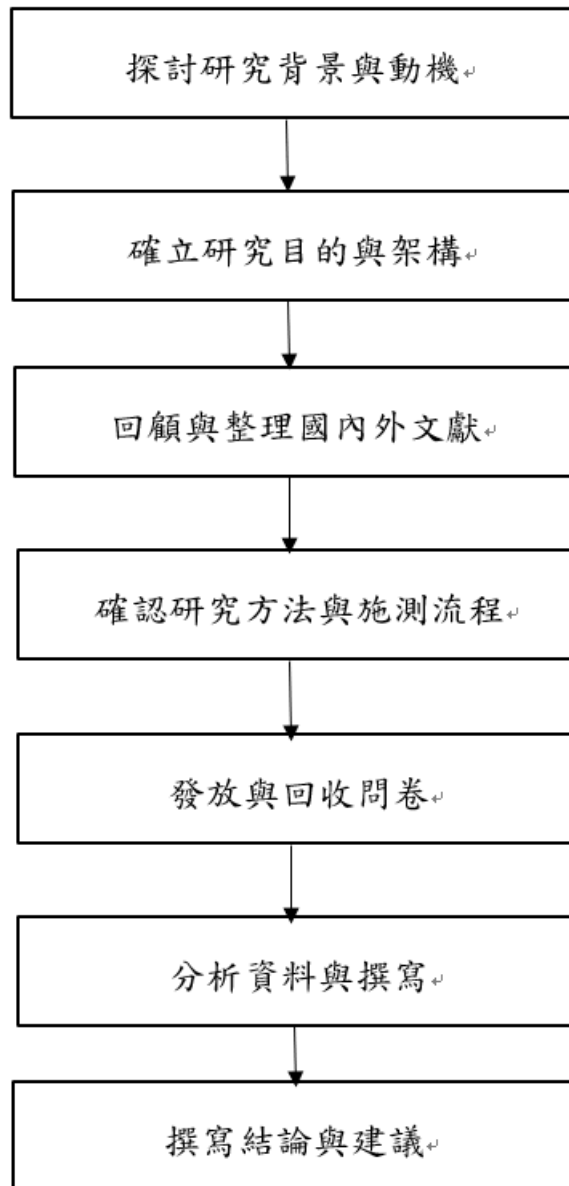 探討研究背景與動機
確立研究目的與架構
回顧與整理國內外文獻
確認研究方法與施測流程
發放與回收問卷
分析資料與撰寫
撰寫結論與建議